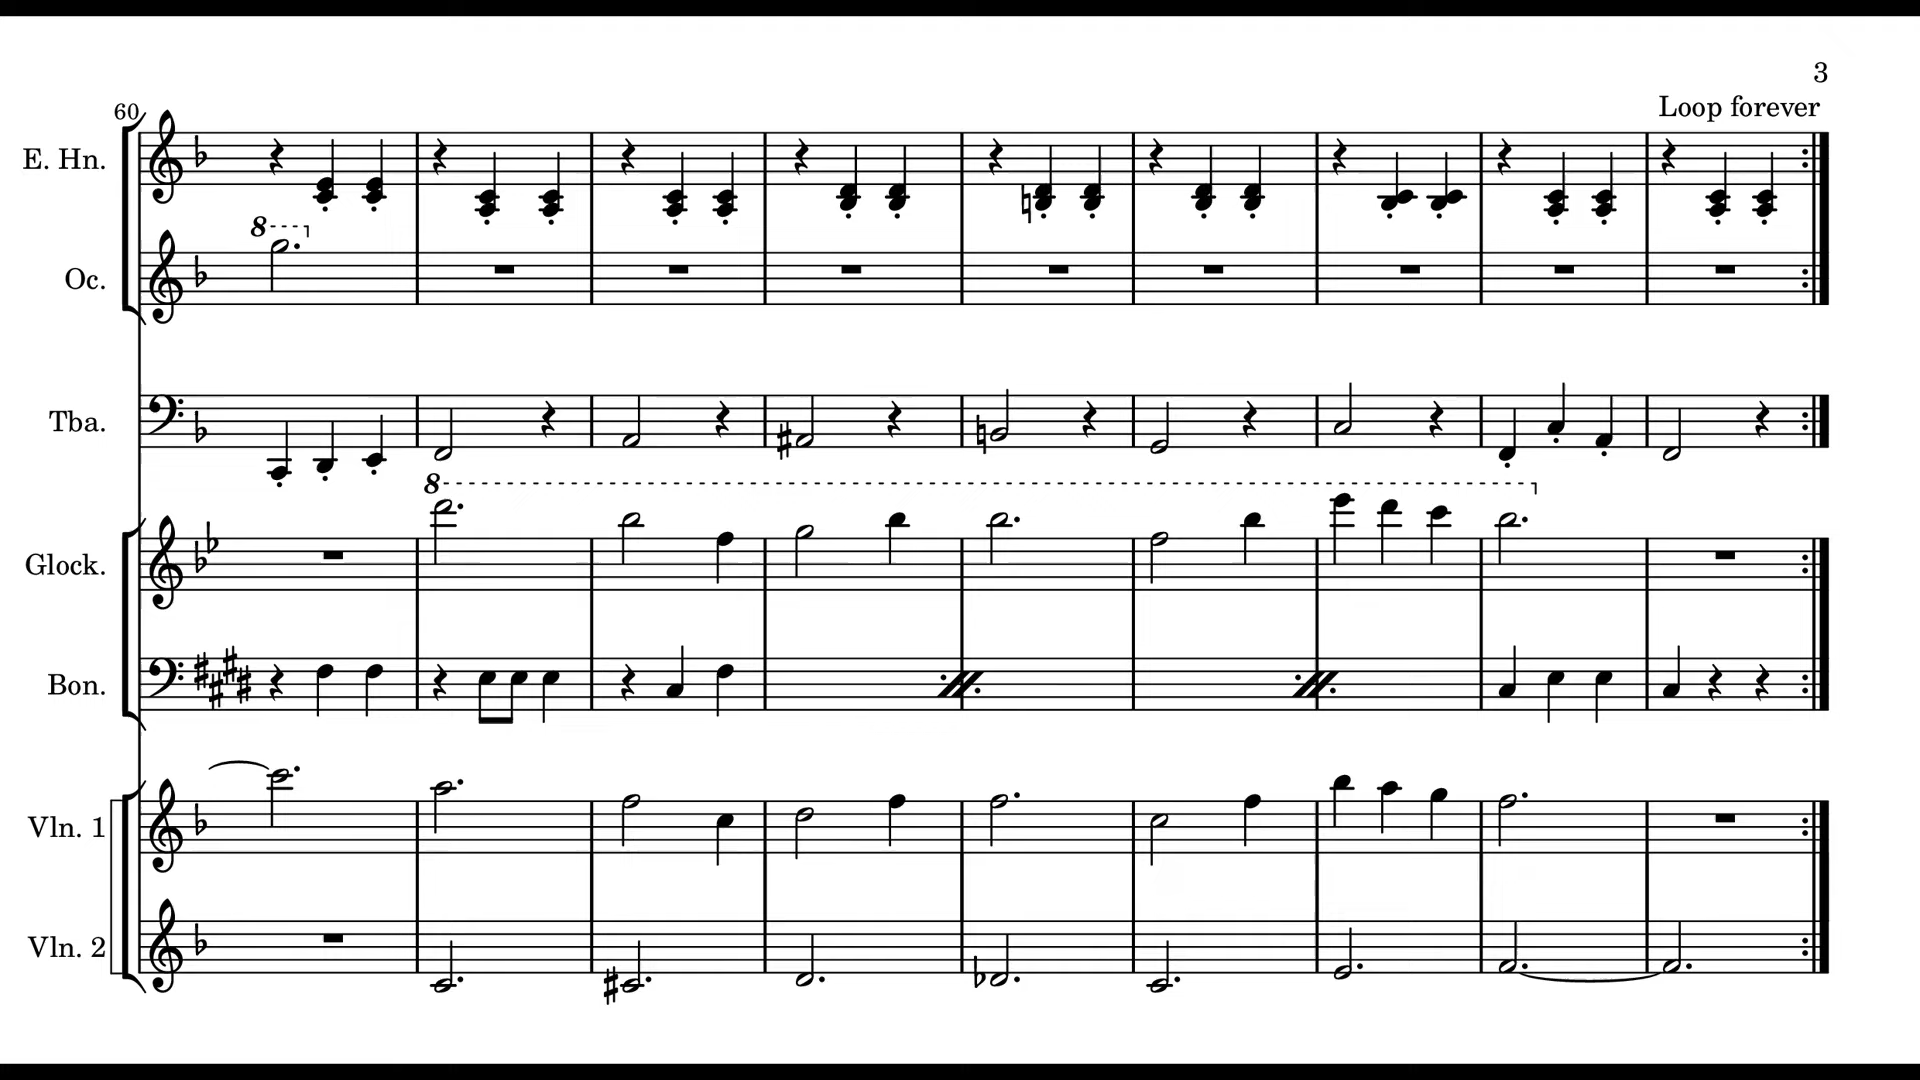 3
Loop forever
60
E. Hn.
8
Oc.
Tba.
8
Glock.
Bon.
Vln. 1
Vln. 2